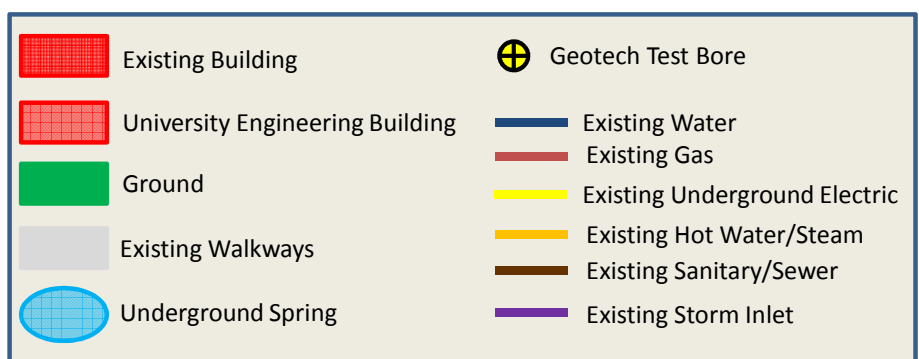 Existing Building
University Engineering Building
Ground
Existing Walkways
Underground Spring
Geotech Test Bore
Existing Water
Existing Gas
Existing Underground Electric
Existing Hot Water/Steam
Existing Sanitary/Sewer
Existing Storm Inlet